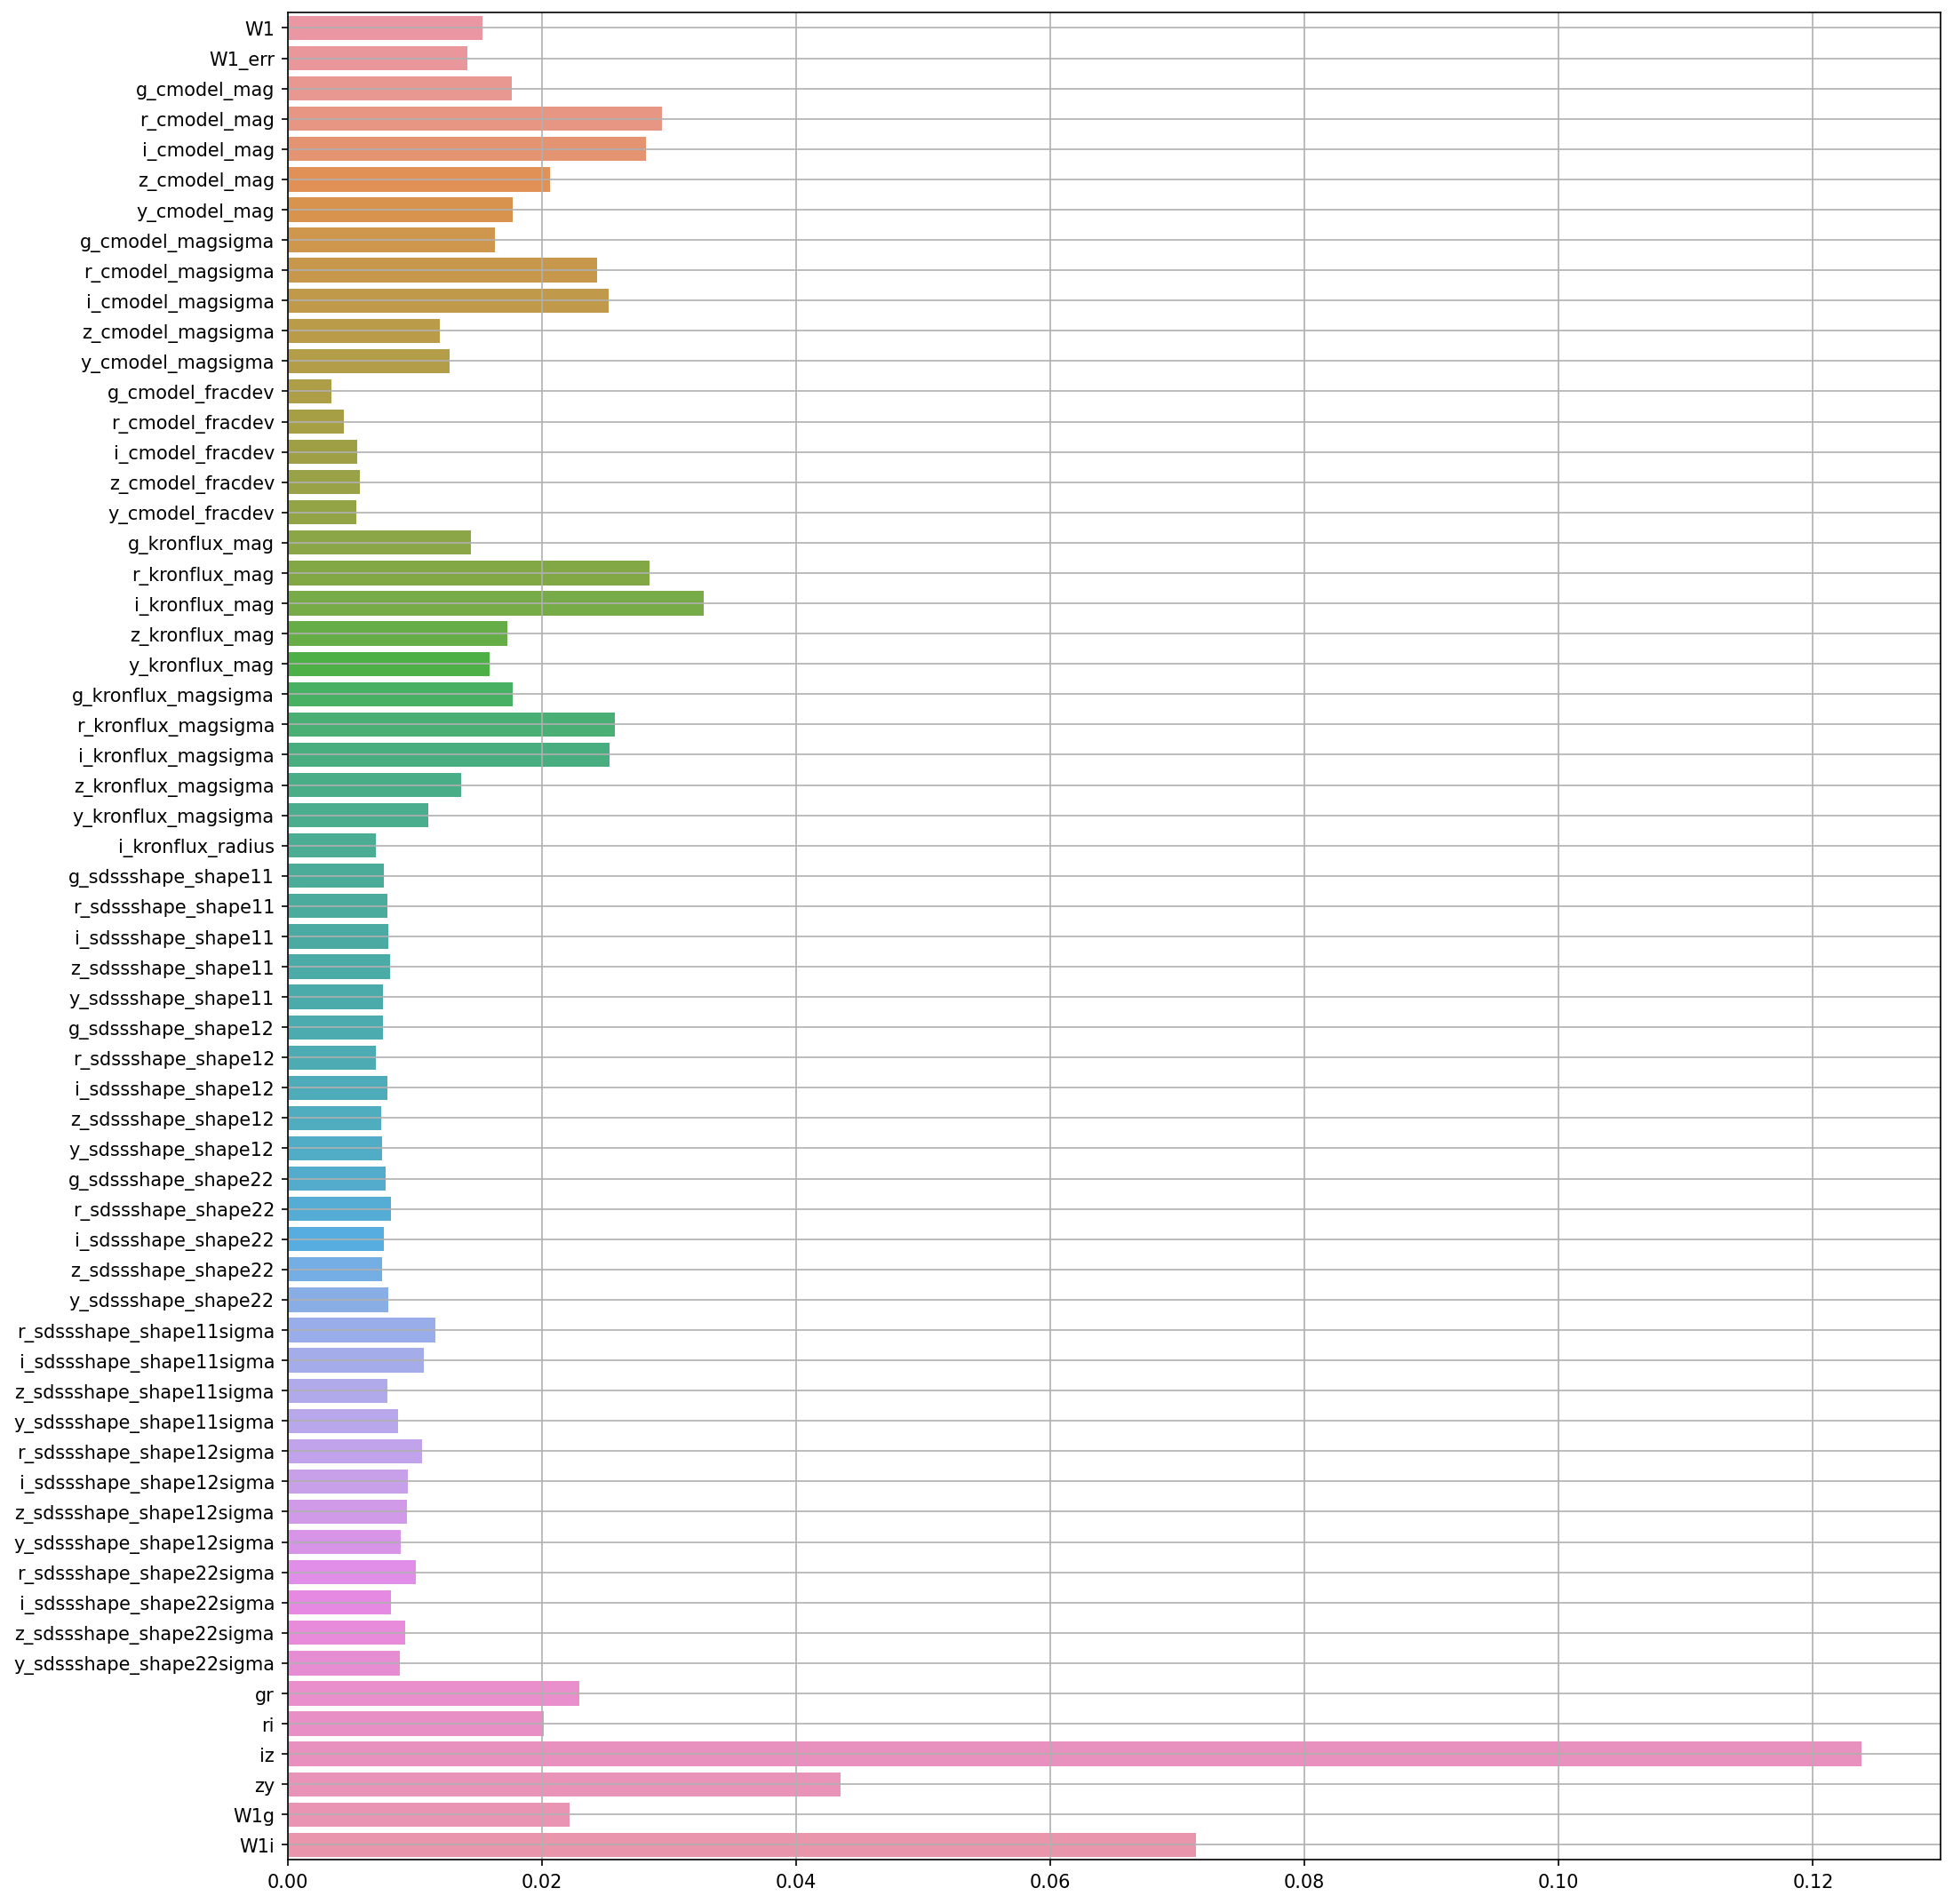 W1
W1_err
g_cmodel_mag
r_cmodel_mag
i_cmodel_mag
z_cmodel_mag
y_cmodel_mag
g_cmodel_magsigma
r_cmodel_magsigma
i_cmodel_magsigma
z_cmodel_magsigma
y_cmodel_magsigma
g_cmodel_fracdev
r_cmodel_fracdev
i_cmodel_fracdev
z_cmodel_fracdev
y_cmodel_fracdev
g_kronflux_mag
r_kronflux_mag
i_kronflux_mag
z_kronflux_mag
y_kronflux_mag
g_kronflux_magsigma
r_kronflux_magsigma
i_kronflux_magsigma
z_kronflux_magsigma
y_kronflux_magsigma
i_kronflux_radius
g_sdssshape_shape11
r_sdssshape_shape11
i_sdssshape_shape11
z_sdssshape_shape11
y_sdssshape_shape11
g_sdssshape_shape12
r_sdssshape_shape12
i_sdssshape_shape12
z_sdssshape_shape12
y_sdssshape_shape12
g_sdssshape_shape22
r_sdssshape_shape22
i_sdssshape_shape22
z_sdssshape_shape22
y_sdssshape_shape22
r_sdssshape_shape11sigma
i_sdssshape_shape11sigma
z_sdssshape_shape11sigma
y_sdssshape_shape11sigma
r_sdssshape_shape12sigma
i_sdssshape_shape12sigma
z_sdssshape_shape12sigma
y_sdssshape_shape12sigma
r_sdssshape_shape22sigma
i_sdssshape_shape22sigma
z_sdssshape_shape22sigma
y_sdssshape_shape22sigma
gr
ri
iz
zy
W1g
W1i
0.00 0.02 0.04 0.06 0.08 0.10 0.12